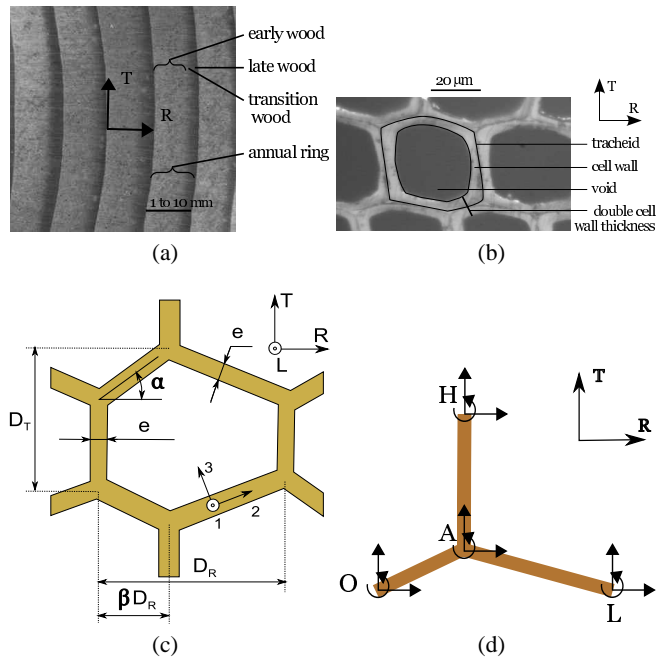 T
R
early wood
late wood
transition
wood
annual ring
1 to 10 mm
(a)
20 µm
T
R
tracheid
cell wall
void
double cell
wall thickness
(b)
T
R
L
e
α
D_T
e
3
1
2
D_R
βD_R
(c)
H
T
R
A
O
L
(d)